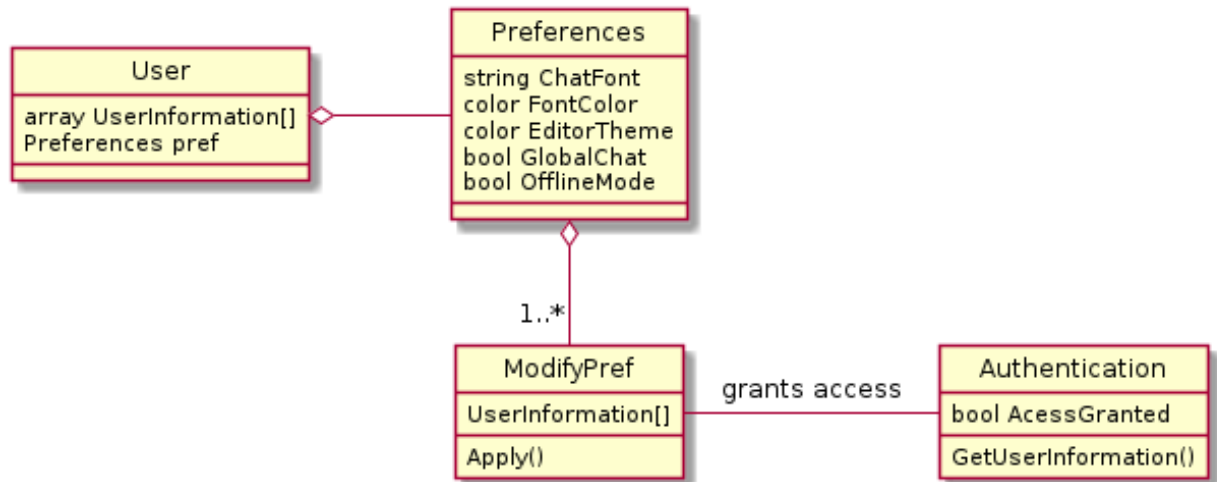 User
array UserInformation[]
Preferences pref
Preferences
string ChatFont
color FontColor
color EditorTheme
bool GlobalChat
bool OfflineMode
1..*
ModifyPref
UserInformation[]
Apply()
grants access
Authentication
bool AcessGranted
GetUserInformation()